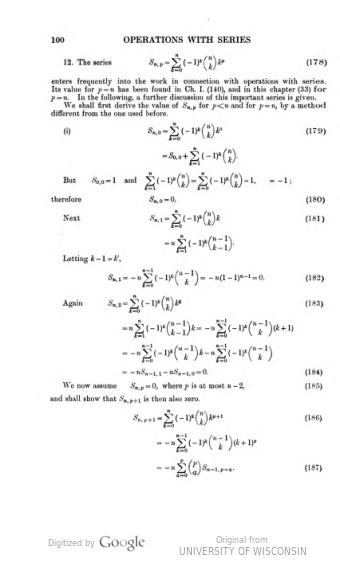 100 OPERATIONS WITH SERIES
12. The series S_{n,p} = \sum_{k=0}^{n} (-1)^k \binom{n}{k} k^p (178)
enters frequently into the work in connection with operations with series.
Its value for p=n has been found in Ch. I. (140), and in this chapter (33) for
p=n. In the following, a further discussion of this important series is given.
We shall first derive the value of S_{n,p} for p<n and for p=n, by a method
different from the one used before.
(i) S_{n,0} = \sum_{k=0}^{n} (-1)^k \binom{n}{k} k^0 (179)
= S_{0,0} + \sum_{k=1}^{n} (-1)^k \binom{n}{k}.
But S_{0,0}=1 and \sum_{k=1}^{n} (-1)^k \binom{n}{k} = \sum_{k=0}^{n} (-1)^k \binom{n}{k} - 1, = -1;
therefore S_{n,0}=0. (180)
Next S_{n,1} = \sum_{k=0}^{n} (-1)^k \binom{n}{k} k (181)
= n \sum_{k=1}^{n} (-1)^k \binom{n-1}{k-1}.
Letting k-1=k',
S_{n,1} = -n \sum_{k=0}^{n-1} (-1)^k \binom{n-1}{k} = -n(1-1)^{n-1} = 0. (182)
Again S_{n,2} = \sum_{k=0}^{n} (-1)^k \binom{n}{k} k^2 (183)
= n \sum_{k=1}^{n} (-1)^k \binom{n-1}{k-1} k = -n \sum_{k=0}^{n-1} (-1)^k \binom{n-1}{k} (k+1)
= -n \sum_{k=0}^{n-1} (-1)^k \binom{n-1}{k} k - n \sum_{k=0}^{n-1} (-1)^k \binom{n-1}{k}
= -nS_{n-1,1} - nS_{n-1,0} = 0. (184)
We now assume S_{n,p}=0, where p is at most n-2, (185)
and shall show that S_{n,p+1} is then also zero.
S_{n,p+1} = \sum_{k=0}^{n} (-1)^k \binom{n}{k} k^{p+1} (186)
= -n \sum_{k=0}^{n-1} (-1)^k \binom{n-1}{k} (k+1)^p
= -n \sum_{a=0}^{p} \binom{p}{a} S_{n-1,p-a}. (187)
Digitized by Google
Original from
UNIVERSITY OF WISCONSIN